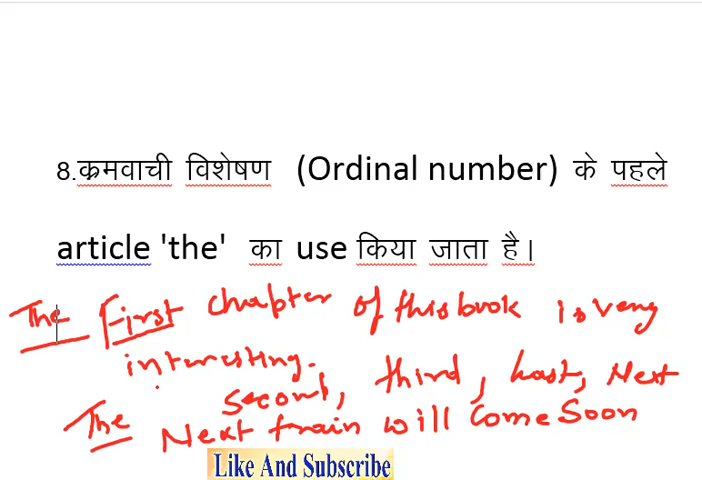 8.क्रमवाची विशेषण (Ordinal number) के पहले
article 'the' का use किया जाता है।
The First chapter of this book is very
interesting.
second, third, Last, Next
The Next train will Come Soon
Like And Subscribe